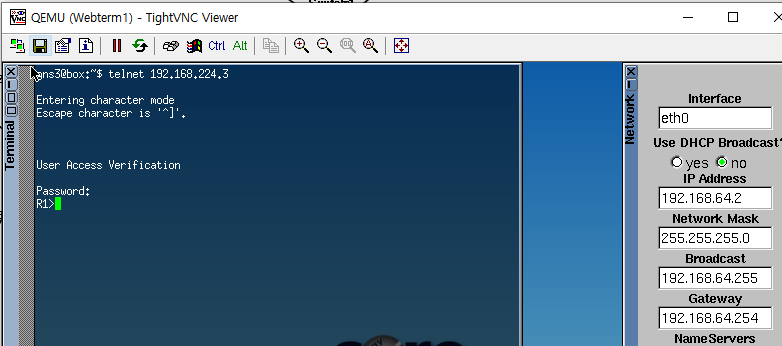 QEMU (Webterm1) - TightVNC Viewer
Ctrl Alt
Terminal
gns3@box:~$ telnet 192.168.224.3
Entering character mode
Escape character is '^]'.
User Access Verification
Password:
R1>
Network
Interface
eth0
Use DHCP Broadcast?
yes no
IP Address
192.168.64.2
Network Mask
255.255.255.0
Broadcast
192.168.64.255
Gateway
192.168.64.254
NameServers